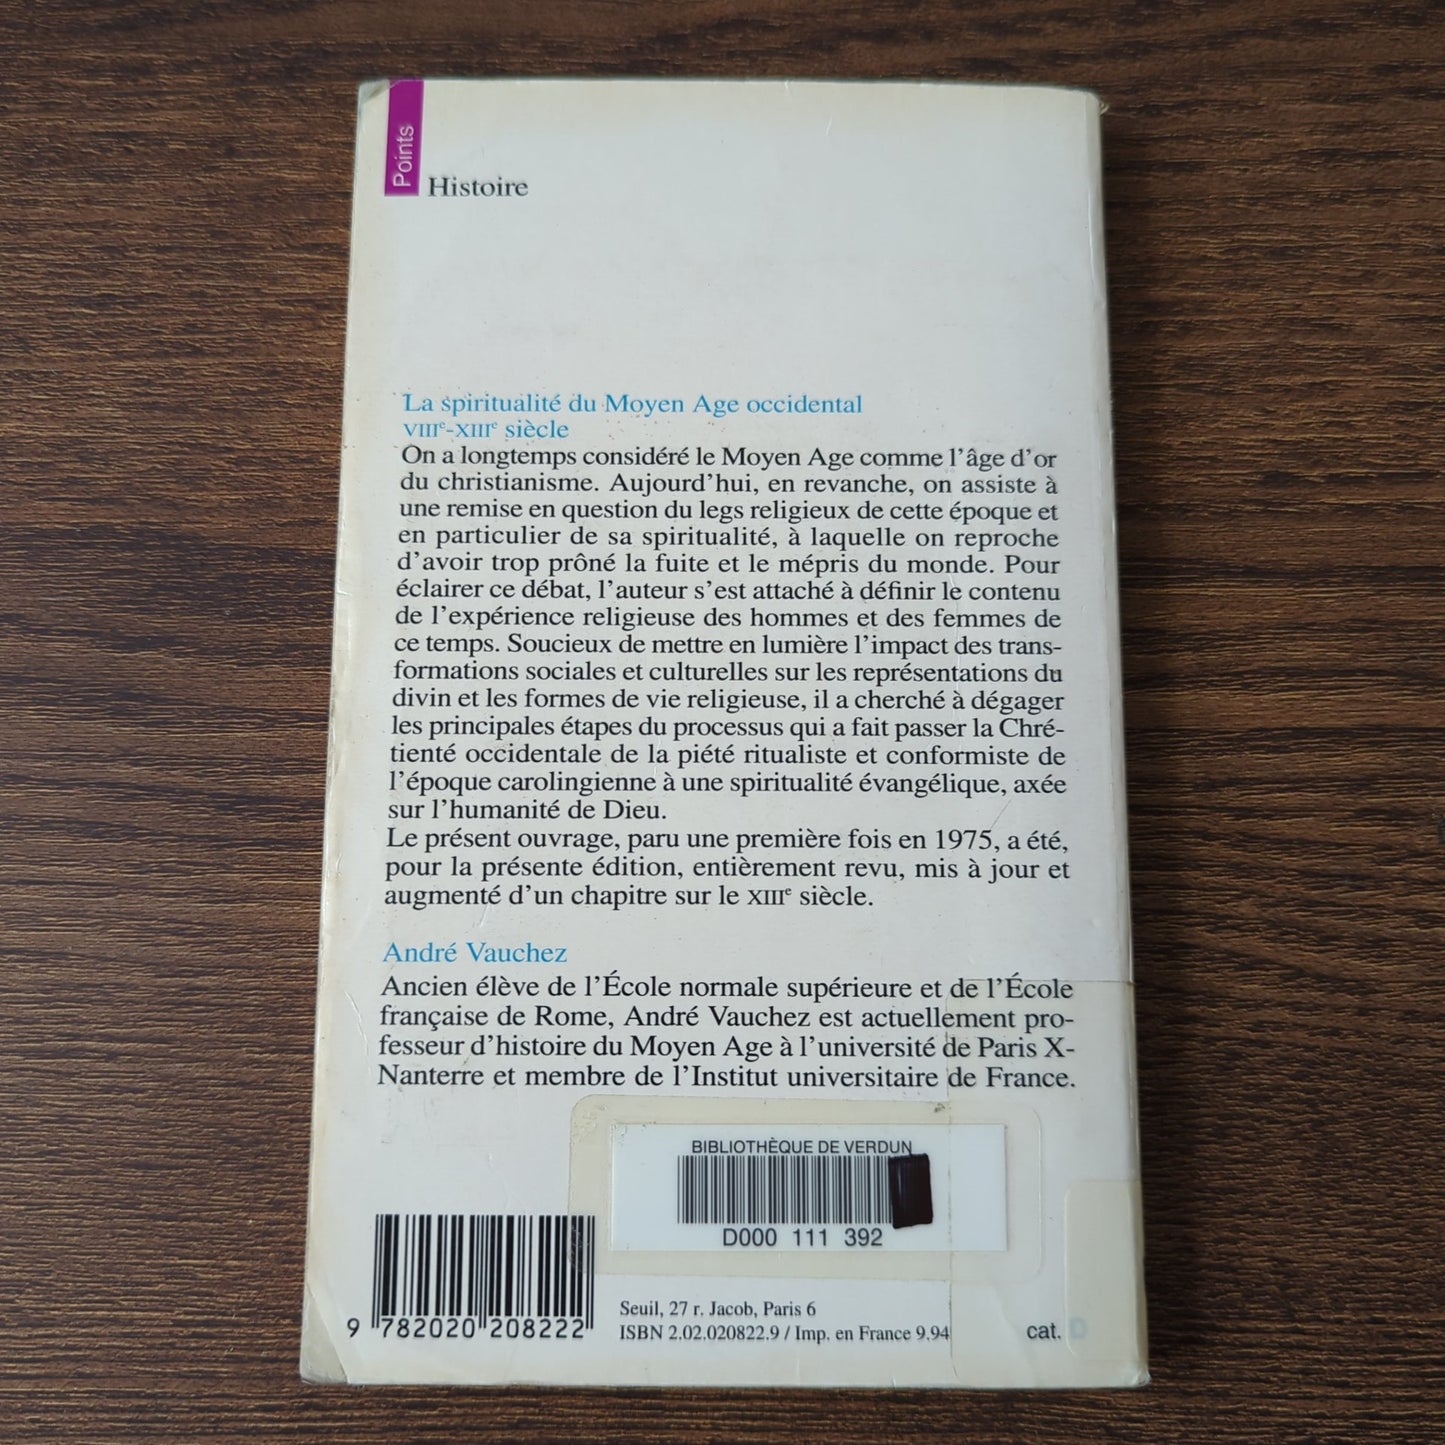 Points
Histoire
La spiritualité du Moyen Age occidental
VIIIᵉ-XIIIᵉ siècle
On a longtemps considéré le Moyen Age comme l'âge d'or
du christianisme. Aujourd'hui, en revanche, on assiste à
une remise en question du legs religieux de cette époque et
en particulier de sa spiritualité, à laquelle on reproche
d'avoir trop prôné la fuite et le mépris du monde. Pour
éclairer ce débat, l'auteur s'est attaché à définir le contenu
de l'expérience religieuse des hommes et des femmes de
ce temps. Soucieux de mettre en lumière l'impact des trans-
formations sociales et culturelles sur les représentations du
divin et les formes de vie religieuse, il a cherché à dégager
les principales étapes du processus qui a fait passer la Chré-
tienté occidentale de la piété ritualiste et conformiste de
l'époque carolingienne à une spiritualité évangélique, axée
sur l'humanité de Dieu.
Le présent ouvrage, paru une première fois en 1975, a été,
pour la présente édition, entièrement revu, mis à jour et
augmenté d'un chapitre sur le XIIIᵉ siècle.
André Vauchez
Ancien élève de l'École normale supérieure et de l'École
française de Rome, André Vauchez est actuellement pro-
fesseur d'histoire du Moyen Age à l'université de Paris X-
Nanterre et membre de l'Institut universitaire de France.
BIBLIOTHÈQUE DE VERDUN
D000 111 392
9 782020 208222
Seuil, 27 r. Jacob, Paris 6
ISBN 2.02.020822.9 / Imp. en France 9.94
cat. D